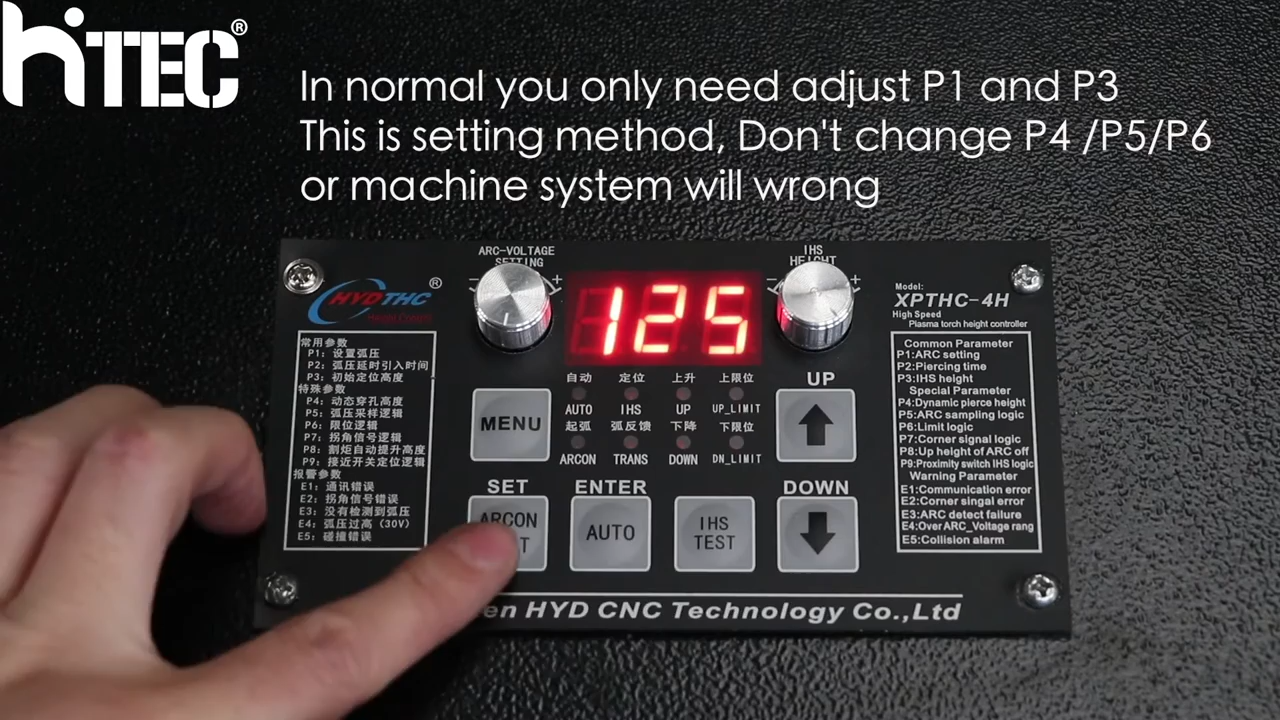 hiTEC®
In normal you only need adjust P1 and P3
This is setting method, Don't change P4 /P5/P6
or machine system will wrong
ARC-VOLTAGE
SETTING
- +
IHS
HEIGHT
- +
HYDTHC®
Height Control
常用参数
P1: 设置弧压
P2: 弧压延时引入时间
P3: 初始定位高度
特殊参数
P4: 动态穿孔高度
P5: 弧压采样逻辑
P6: 限位逻辑
P7: 拐角信号逻辑
P8: 割炬自动提升高度
P9: 接近开关定位逻辑
报警参数
E1: 通讯错误
E2: 拐角信号错误
E3: 没有检测到弧压
E4: 弧压过高 (30V)
E5: 碰撞错误
125
自动 定位 上升 上限位
AUTO IHS UP UP_LIMIT
起弧 弧反馈 下降 下限位
ARCON TRANS DOWN DN_LIMIT
MENU
UP
SET
ARCON
T
ENTER
AUTO
IHS
TEST
DOWN
Model:
XPTHC-4H
High Speed
Plasma torch height controller
Common Parameter
P1:ARC setting
P2:Piercing time
P3:IHS height
Special Parameter
P4:Dynamic pierce height
P5:ARC sampling logic
P6:Limit logic
P7:Corner signal logic
P8:Up height of ARC off
P9:Proximity switch IHS logic
Warning Parameter
E1:Communication error
E2:Corner singal error
E3:ARC detect failure
E4:Over ARC_Voltage rang
E5:Collision alarm
en HYD CNC Technology Co.,Ltd